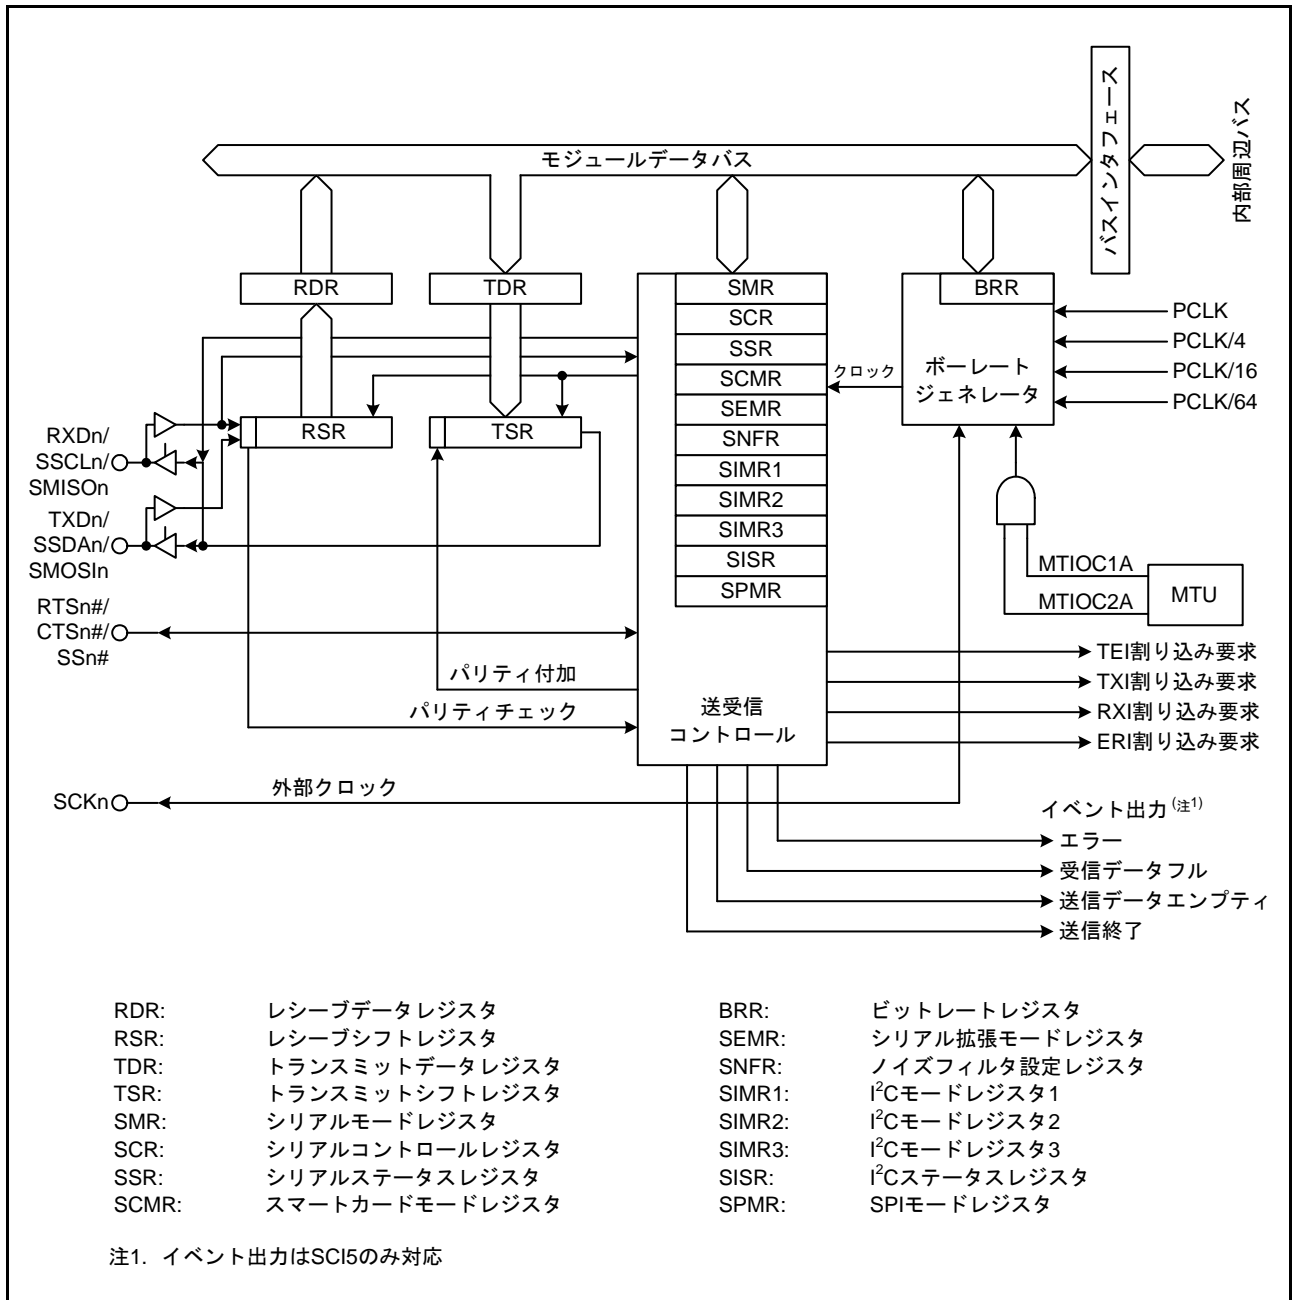 モジュールデータバス
バスインタフェース
内部周辺バス
RDR
TDR
RSR
TSR
SMR
SCR
SSR
SCMR
SEMR
SNFR
SIMR1
SIMR2
SIMR3
SISR
SPMR
送受信
コントロール
BRR
ボーレート
ジェネレータ
クロック
PCLK
PCLK/4
PCLK/16
PCLK/64
MTIOC1A
MTIOC2A
MTU
RXDn/
SSCLn/
SMISOn
TXDn/
SSDAn/
SMOSIn
RTSn#/
CTSn#/
SSn#
パリティ付加
パリティチェック
SCKn
外部クロック
TEI割り込み要求
TXI割り込み要求
RXI割り込み要求
ERI割り込み要求
イベント出力(注1)
エラー
受信データフル
送信データエンプティ
送信終了
RDR: レシーブデータレジスタ
RSR: レシーブシフトレジスタ
TDR: トランスミットデータレジスタ
TSR: トランスミットシフトレジスタ
SMR: シリアルモードレジスタ
SCR: シリアルコントロールレジスタ
SSR: シリアルステータスレジスタ
SCMR: スマートカードモードレジスタ
BRR: ビットレートレジスタ
SEMR: シリアル拡張モードレジスタ
SNFR: ノイズフィルタ設定レジスタ
SIMR1: I²Cモードレジスタ1
SIMR2: I²Cモードレジスタ2
SIMR3: I²Cモードレジスタ3
SISR: I²Cステータスレジスタ
SPMR: SPIモードレジスタ
注1. イベント出力はSCI5のみ対応